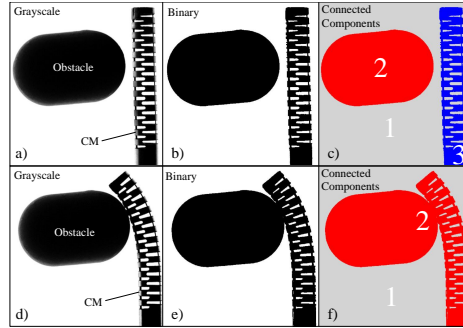 Grayscale
Obstacle
CM
a)
Binary
b)
Connected
Components
2
1
3
c)
Grayscale
Obstacle
CM
d)
Binary
e)
Connected
Components
2
1
f)